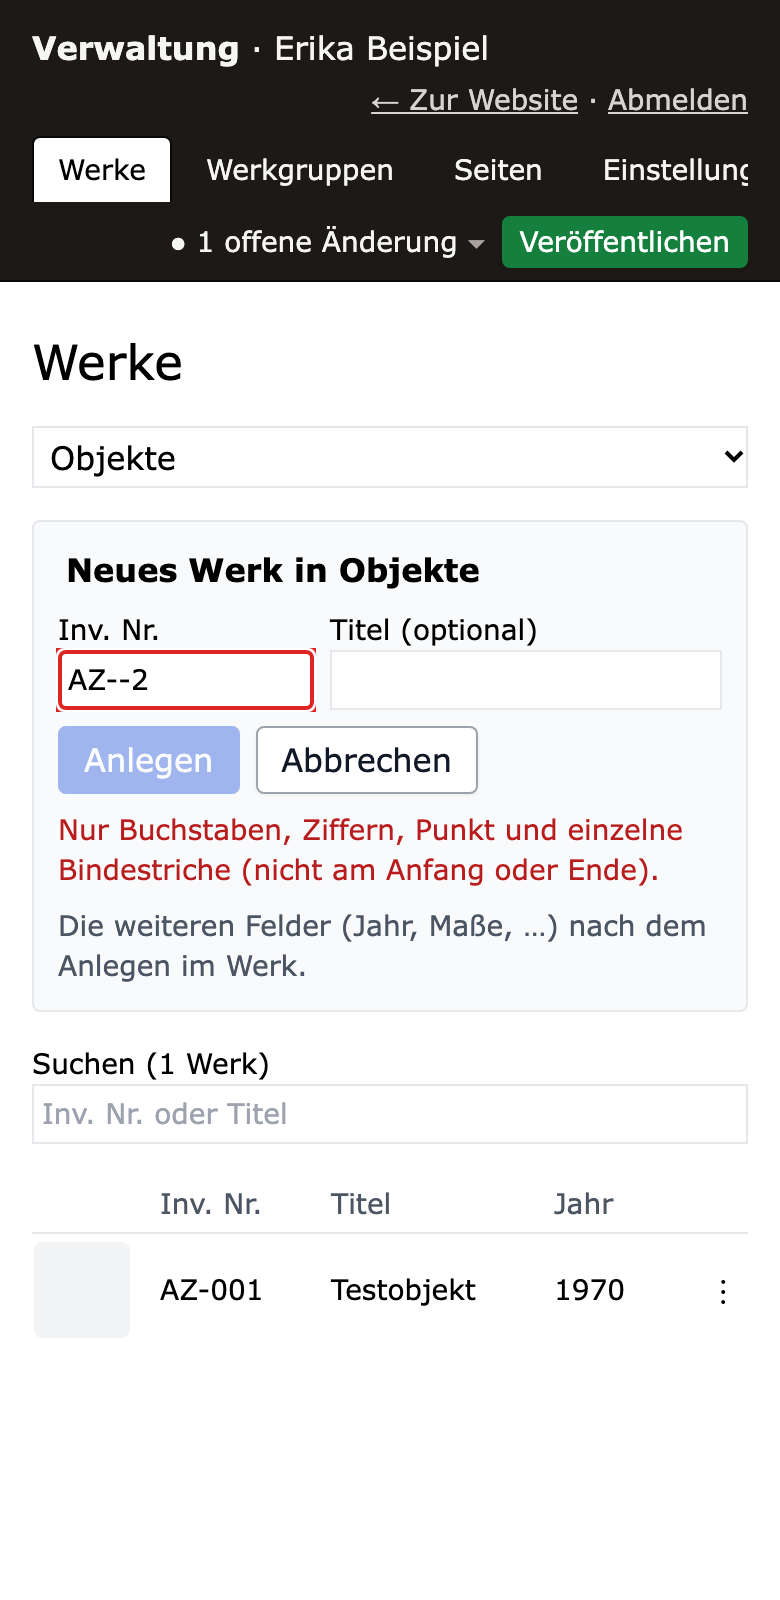 Verwaltung · Erika Beispiel
← Zur Website · Abmelden
Werke Werkgruppen Seiten Einstellung
● 1 offene Änderung ▾ Veröffentlichen
Werke
Objekte
Neues Werk in Objekte
Inv. Nr. Titel (optional)
AZ--2
Anlegen Abbrechen
Nur Buchstaben, Ziffern, Punkt und einzelne
Bindestriche (nicht am Anfang oder Ende).
Die weiteren Felder (Jahr, Maße, …) nach dem
Anlegen im Werk.
Suchen (1 Werk)
Inv. Nr. oder Titel
Inv. Nr. Titel Jahr
AZ-001 Testobjekt 1970 ⋮